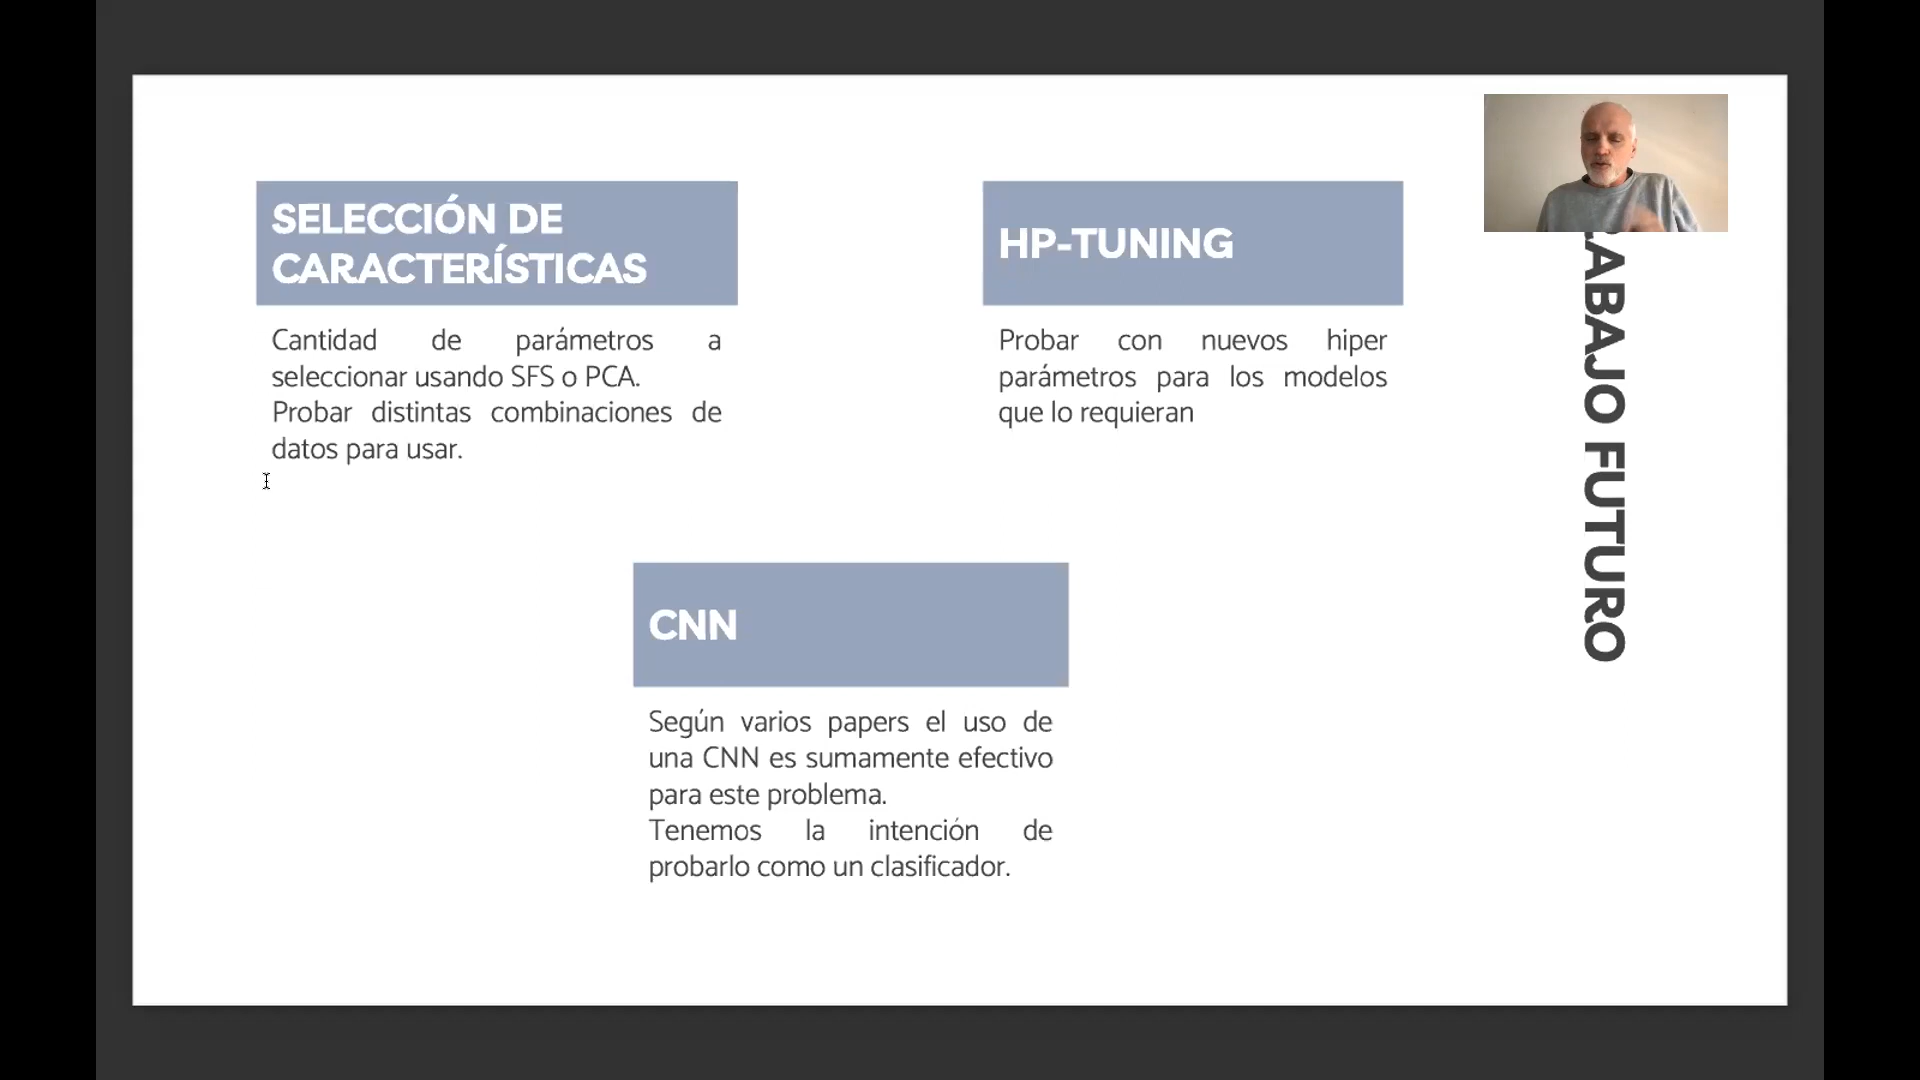 SELECCIÓN DE
CARACTERÍSTICAS
Cantidad de parámetros a
seleccionar usando SFS o PCA.
Probar distintas combinaciones de
datos para usar.
HP-TUNING
Probar con nuevos hiper
parámetros para los modelos
que lo requieran
CNN
Según varios papers el uso de
una CNN es sumamente efectivo
para este problema.
Tenemos la intención de
probarlo como un clasificador.
FUTURO